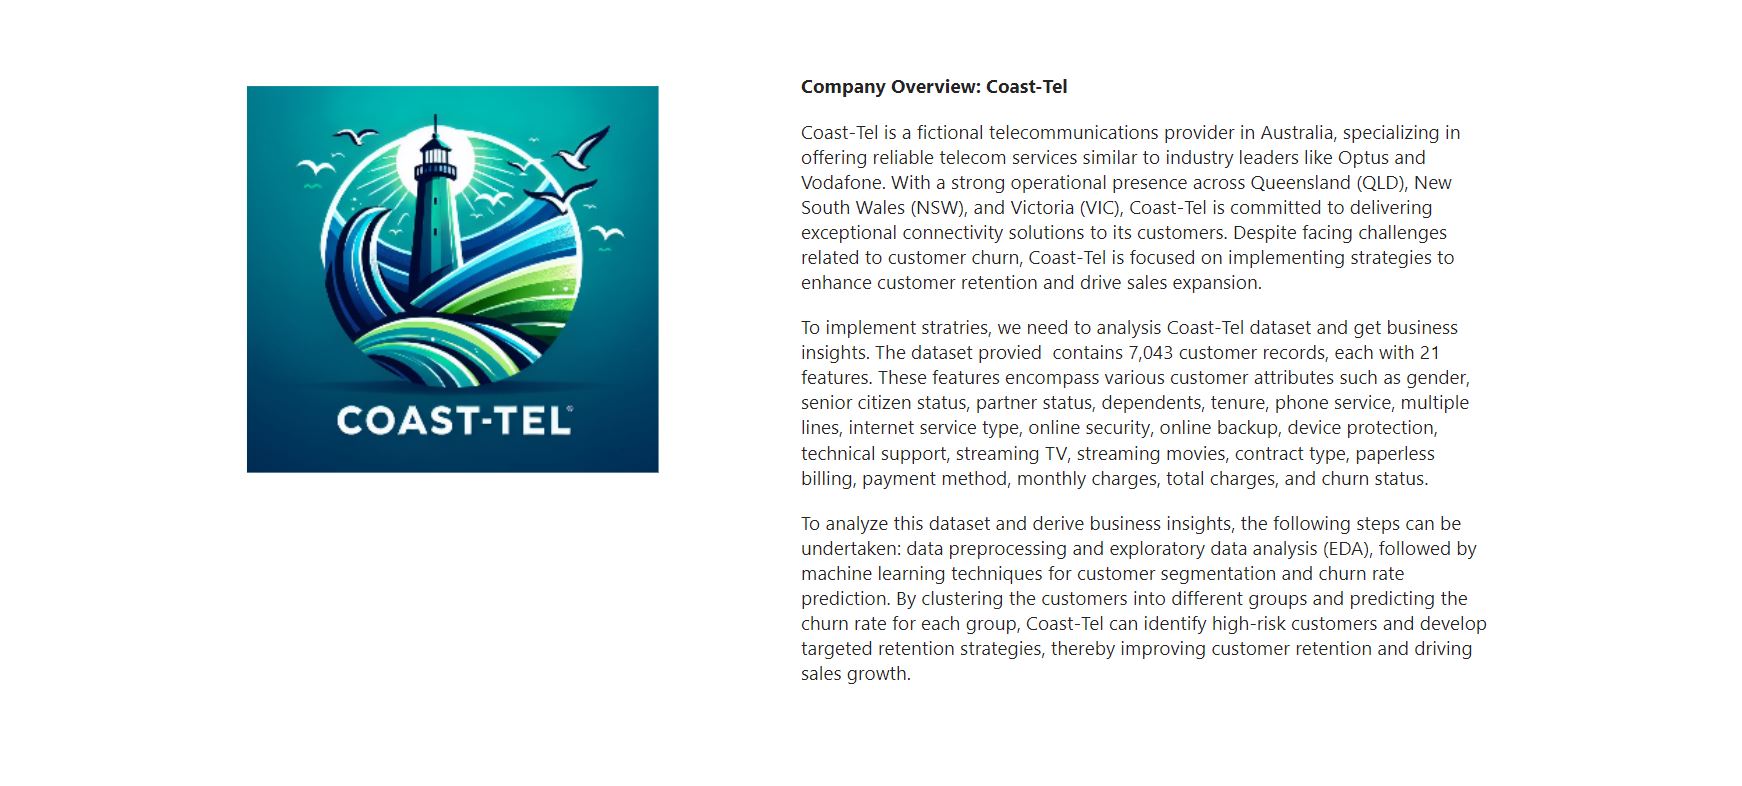 COAST-TEL
Company Overview: Coast-Tel
Coast-Tel is a fictional telecommunications provider in Australia, specializing in
offering reliable telecom services similar to industry leaders like Optus and
Vodafone. With a strong operational presence across Queensland (QLD), New
South Wales (NSW), and Victoria (VIC), Coast-Tel is committed to delivering
exceptional connectivity solutions to its customers. Despite facing challenges
related to customer churn, Coast-Tel is focused on implementing strategies to
enhance customer retention and drive sales expansion.
To implement stratries, we need to analysis Coast-Tel dataset and get business
insights. The dataset provied  contains 7,043 customer records, each with 21
features. These features encompass various customer attributes such as gender,
senior citizen status, partner status, dependents, tenure, phone service, multiple
lines, internet service type, online security, online backup, device protection,
technical support, streaming TV, streaming movies, contract type, paperless
billing, payment method, monthly charges, total charges, and churn status.
To analyze this dataset and derive business insights, the following steps can be
undertaken: data preprocessing and exploratory data analysis (EDA), followed by
machine learning techniques for customer segmentation and churn rate
prediction. By clustering the customers into different groups and predicting the
churn rate for each group, Coast-Tel can identify high-risk customers and develop
targeted retention strategies, thereby improving customer retention and driving
sales growth.